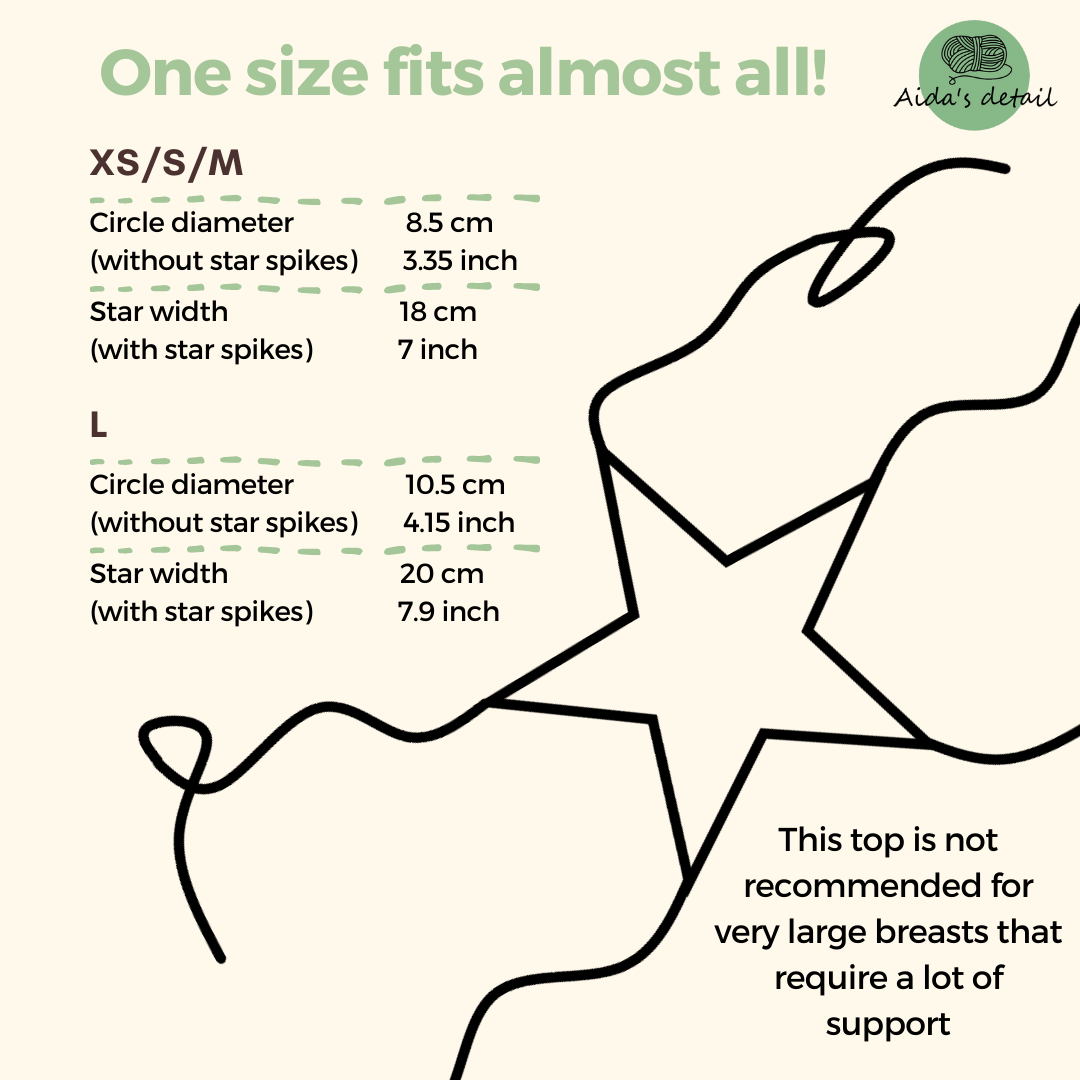 One size fits almost all!
Aida's detail
XS/S/M
Circle diameter 8.5 cm
(without star spikes) 3.35 inch
Star width 18 cm
(with star spikes) 7 inch
L
Circle diameter 10.5 cm
(without star spikes) 4.15 inch
Star width 20 cm
(with star spikes) 7.9 inch
This top is not
recommended for
very large breasts that
require a lot of
support